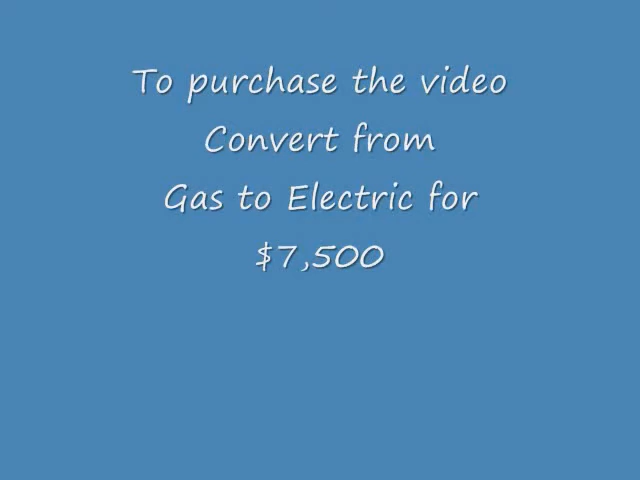 To purchase the video
Convert from
Gas to Electric for
$7,500